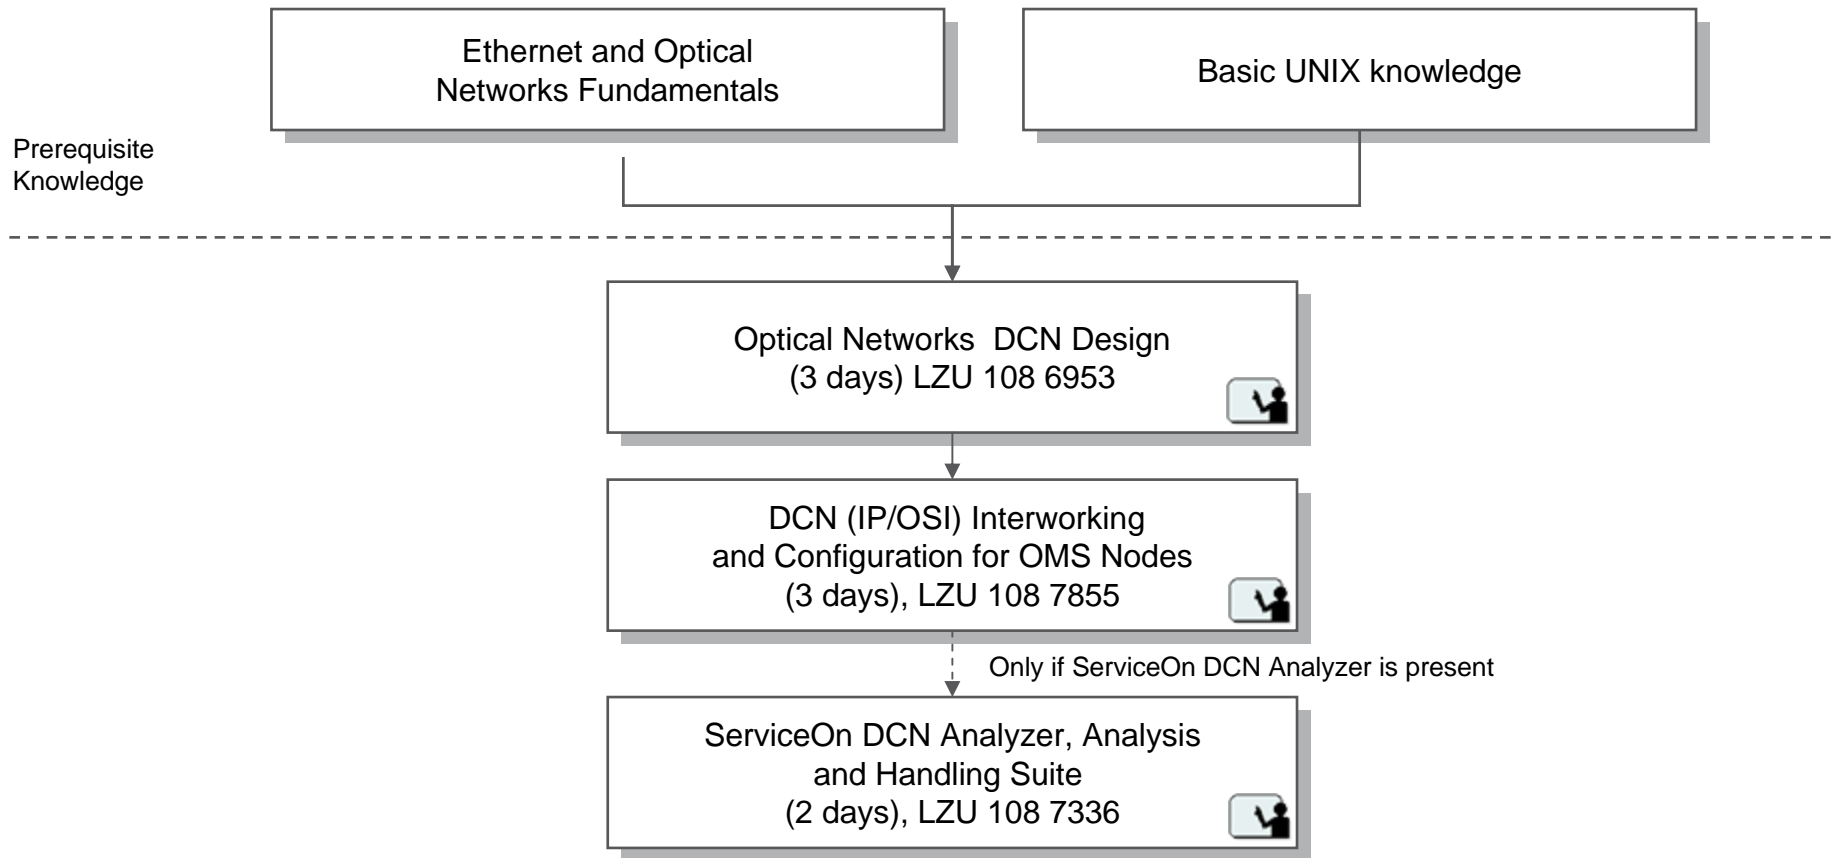 Ethernet and Optical
Networks Fundamentals
Basic UNIX knowledge
Prerequisite
Knowledge
Optical Networks  DCN Design
(3 days) LZU 108 6953
DCN (IP/OSI) Interworking
and Configuration for OMS Nodes
(3 days), LZU 108 7855
Only if ServiceOn DCN Analyzer is present
ServiceOn DCN Analyzer, Analysis
and Handling Suite
(2 days), LZU 108 7336